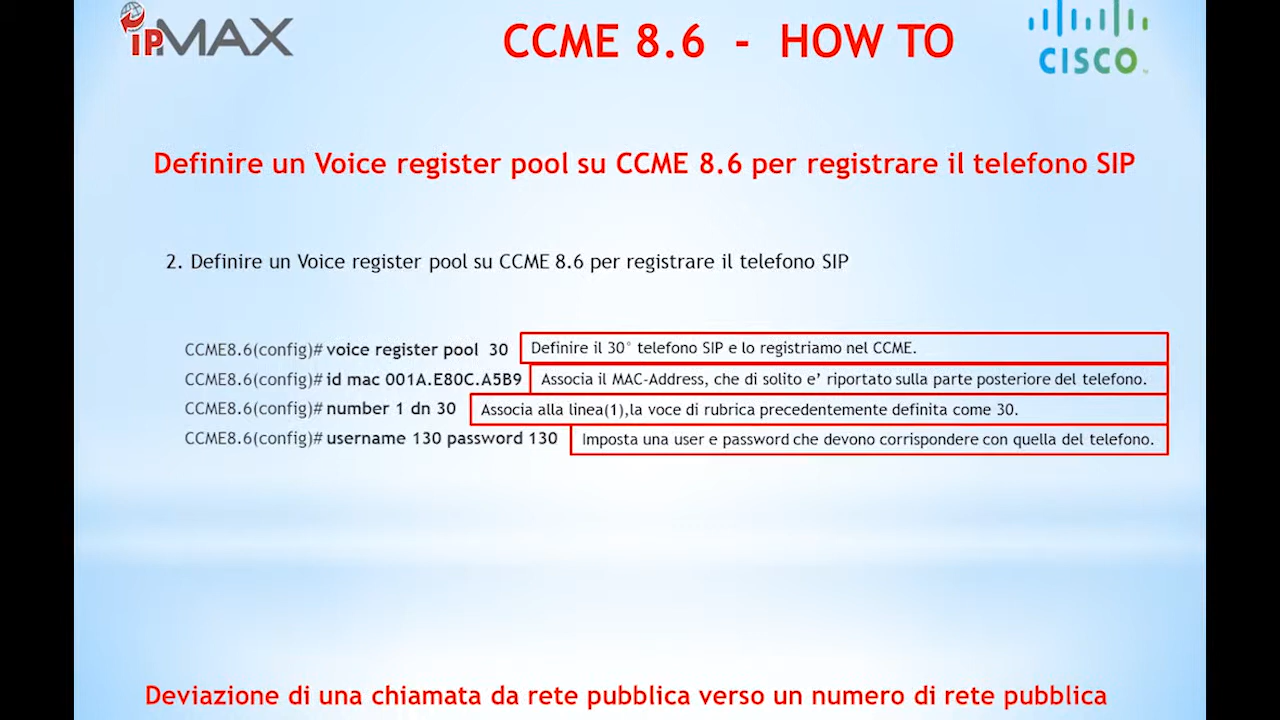 iPMAX
CCME 8.6 - HOW TO
CISCO
Definire un Voice register pool su CCME 8.6 per registrare il telefono SIP
2. Definire un Voice register pool su CCME 8.6 per registrare il telefono SIP
CCME8.6(config)# voice register pool 30 Definire il 30° telefono SIP e lo registriamo nel CCME.
CCME8.6(config)# id mac 001A.E80C.A5B9 Associa il MAC-Address, che di solito e’ riportato sulla parte posteriore del telefono.
CCME8.6(config)# number 1 dn 30 Associa alla linea(1),la voce di rubrica precedentemente definita come 30.
CCME8.6(config)# username 130 password 130 Imposta una user e password che devono corrispondere con quella del telefono.
Deviazione di una chiamata da rete pubblica verso un numero di rete pubblica